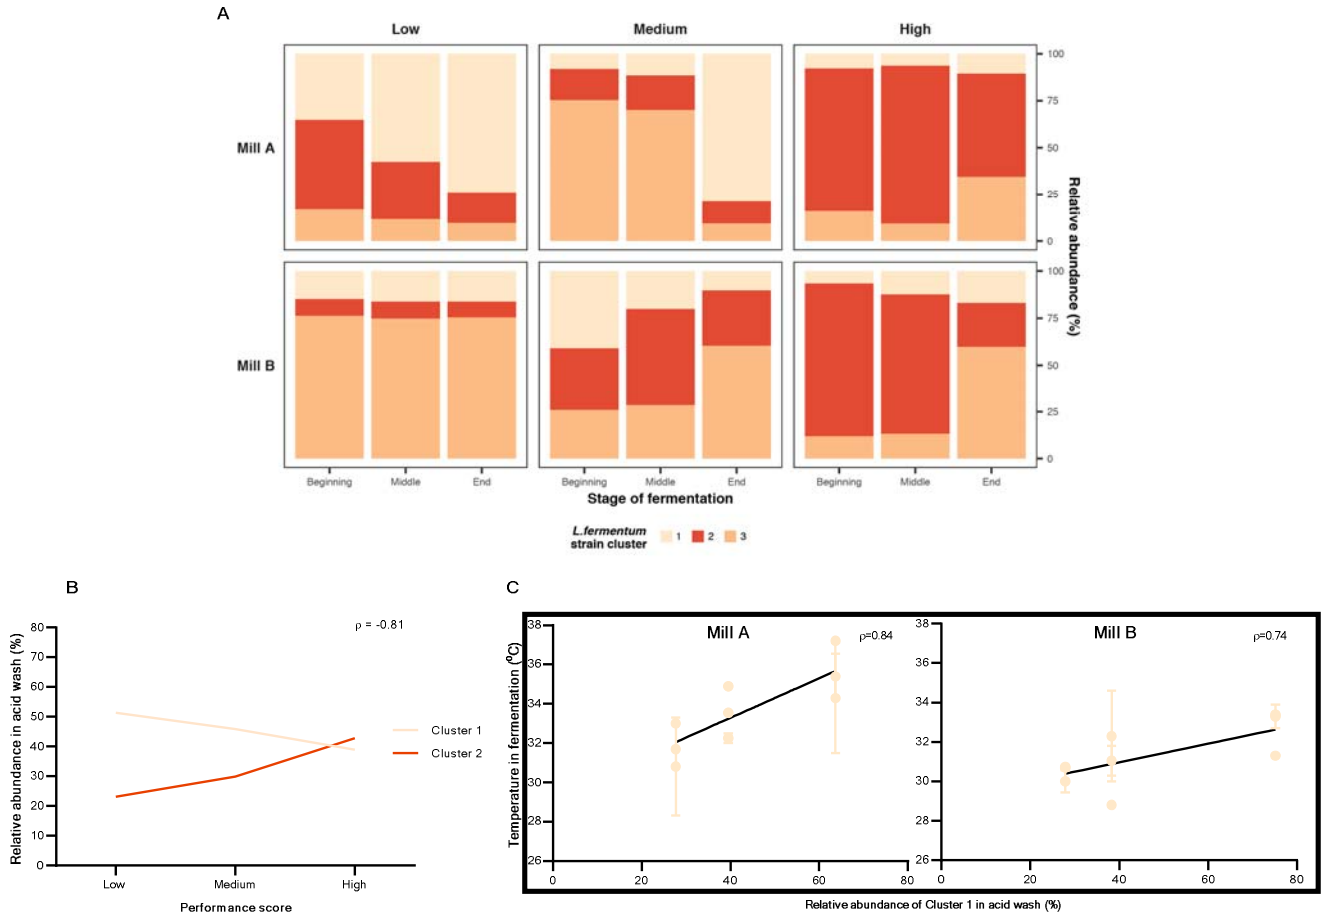 A
Low Medium High
Mill A
100
75
50
25
0
Mill B
100
75
50
25
0
Relative abundance (%)
Beginning Middle End Beginning Middle End Beginning Middle End
Stage of fermentation
L.fermentum
strain cluster
1 2 3
B
ρ = -0.81
80
70
60
50
40
30
20
10
0
Relative abundance in acid wash (%)
Cluster 1
Cluster 2
Low Medium High
Performance score
C
Mill A
ρ=0.84
38
36
34
32
30
28
26
Temperature in fermentation (⁰C)
0 20 40 60 80
Mill B
ρ=0.74
38
36
34
32
30
28
26
0 20 40 60 80
Relative abundance of Cluster 1 in acid wash (%)